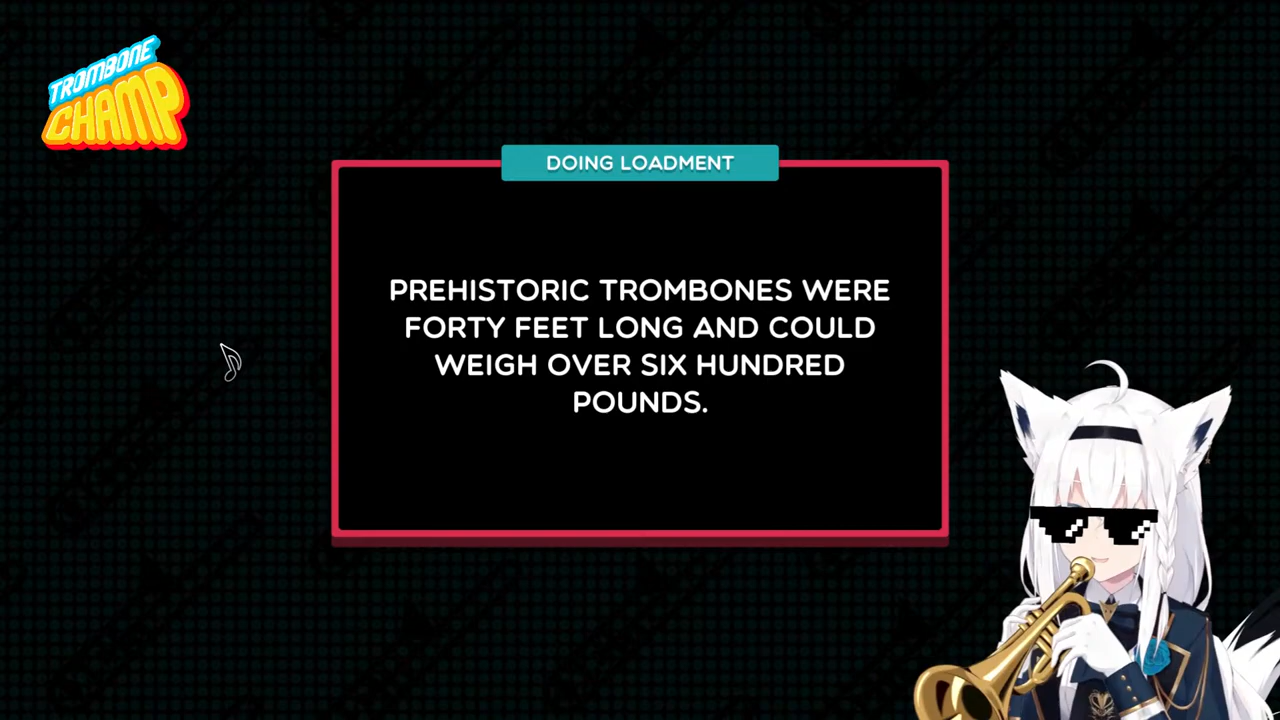 TROMBONE
CHAMP
DOING LOADMENT
PREHISTORIC TROMBONES WERE
FORTY FEET LONG AND COULD
WEIGH OVER SIX HUNDRED
POUNDS.